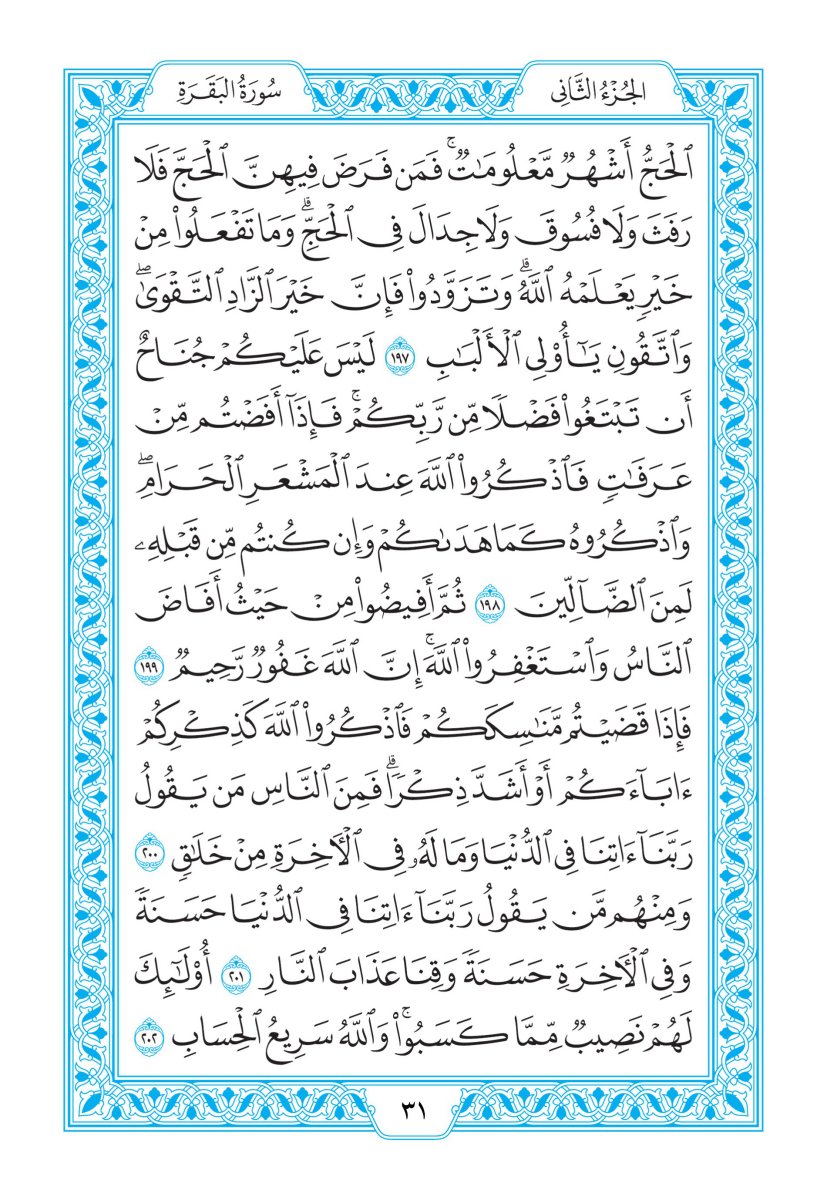 الجُزْءُ الثَّانِي
سُورَةُ البَقَرَةِ
ٱلْحَجُّ أَشْهُرٌ مَّعْلُومَٰتٌۚ فَمَن فَرَضَ فِيهِنَّ ٱلْحَجَّ فَلَا
رَفَثَ وَلَا فُسُوقَ وَلَا جِدَالَ فِى ٱلْحَجِّۗ وَمَا تَفْعَلُوا۟ مِنْ
خَيْرٍ يَعْلَمْهُ ٱللَّهُۗ وَتَزَوَّدُوا۟ فَإِنَّ خَيْرَ ٱلزَّادِ ٱلتَّقْوَىٰۖ
وَٱتَّقُونِ يَٰٓأُو۟لِى ٱلْأَلْبَٰبِ ١٩٧ لَيْسَ عَلَيْكُمْ جُنَاحٌ
أَن تَبْتَغُوا۟ فَضْلًا مِّن رَّبِّكُمْۚ فَإِذَآ أَفَضْتُم مِّنْ
عَرَفَٰتٍ فَٱذْكُرُوا۟ ٱللَّهَ عِندَ ٱلْمَشْعَرِ ٱلْحَرَامِۖ
وَٱذْكُرُوهُ كَمَا هَدَىٰكُمْ وَإِن كُنتُم مِّن قَبْلِهِۦ
لَمِنَ ٱلضَّآلِّينَ ١٩٨ ثُمَّ أَفِيضُوا۟ مِنْ حَيْثُ أَفَاضَ
ٱلنَّاسُ وَٱسْتَغْفِرُوا۟ ٱللَّهَۚ إِنَّ ٱللَّهَ غَفُورٌ رَّحِيمٌ ١٩٩
فَإِذَا قَضَيْتُم مَّنَٰسِكَكُمْ فَٱذْكُرُوا۟ ٱللَّهَ كَذِكْرِكُمْ
ءَابَآءَكُمْ أَوْ أَشَدَّ ذِكْرًاۗ فَمِنَ ٱلنَّاسِ مَن يَقُولُ
رَبَّنَآ ءَاتِنَا فِى ٱلدُّنْيَا وَمَا لَهُۥ فِى ٱلْأَخِرَةِ مِنْ خَلَٰقٍ ٢٠٠
وَمِنْهُم مَّن يَقُولُ رَبَّنَآ ءَاتِنَا فِى ٱلدُّنْيَا حَسَنَةً
وَفِى ٱلْأَخِرَةِ حَسَنَةً وَقِنَا عَذَابَ ٱلنَّارِ ٢٠١ أُو۟لَٰٓئِكَ
لَهُمْ نَصِيبٌ مِّمَّا كَسَبُوا۟ۚ وَٱللَّهُ سَرِيعُ ٱلْحِسَابِ ٢٠٢
٣١